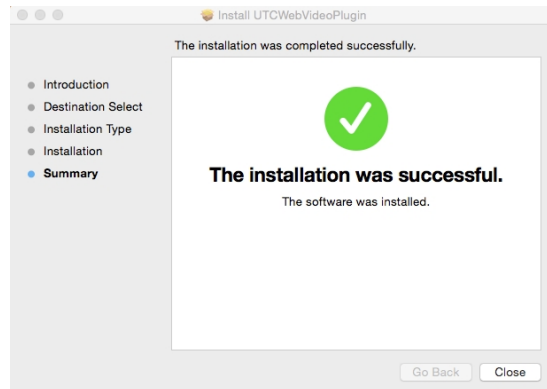 Install UTCWebVideoPlugin
The installation was completed successfully.
Introduction
Destination Select
Installation Type
Installation
Summary
The installation was successful.
The software was installed.
Go Back
Close